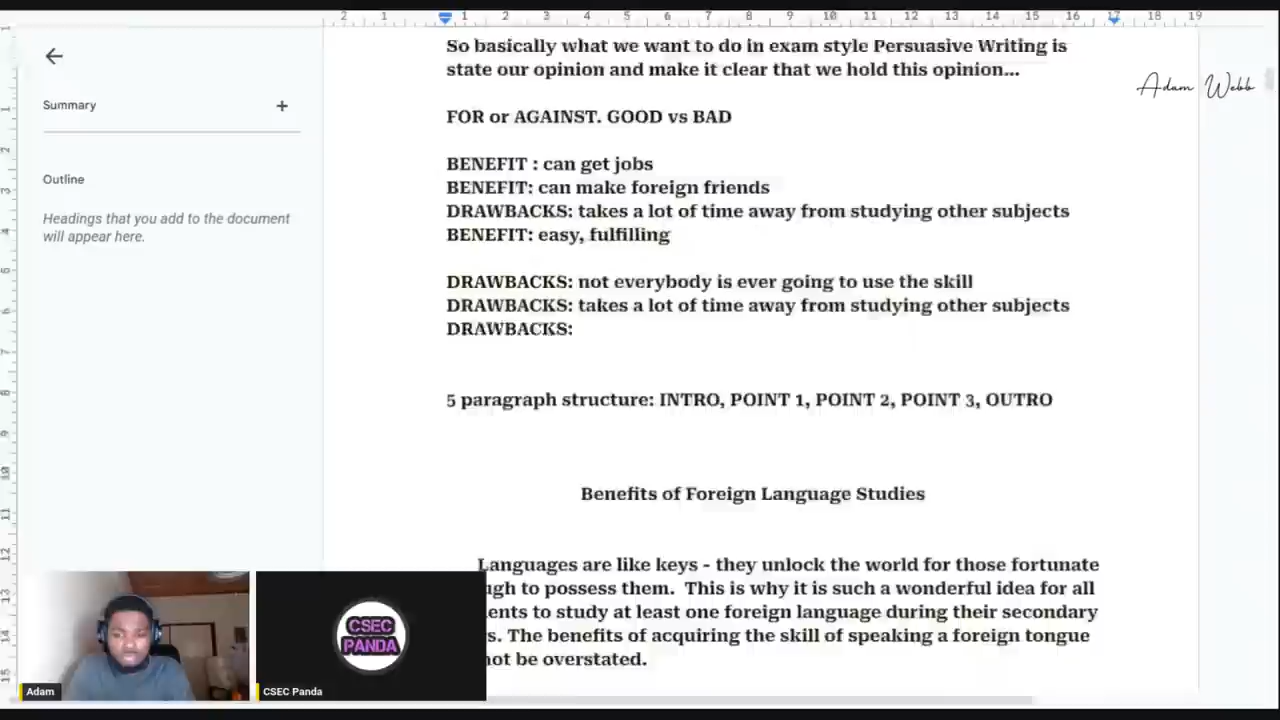 So basically what we want to do in exam style Persuasive Writing is
state our opinion and make it clear that we hold this opinion...
Summary +
Adam Webb
FOR or AGAINST. GOOD vs BAD
BENEFIT : can get jobs
Outline
BENEFIT: can make foreign friends
DRAWBACKS: takes a lot of time away from studying other subjects
Headings that you add to the document
will appear here.
BENEFIT: easy, fulfilling
DRAWBACKS: not everybody is ever going to use the skill
DRAWBACKS: takes a lot of time away from studying other subjects
DRAWBACKS:
5 paragraph structure: INTRO, POINT 1, POINT 2, POINT 3, OUTRO
Benefits of Foreign Language Studies
Languages are like keys - they unlock the world for those fortunate
to possess them. This is why it is such a wonderful idea for all
to study at least one foreign language during their secondary
The benefits of acquiring the skill of speaking a foreign tongue
be overstated.
CSEC
PANDA
Adam
CSEC Panda